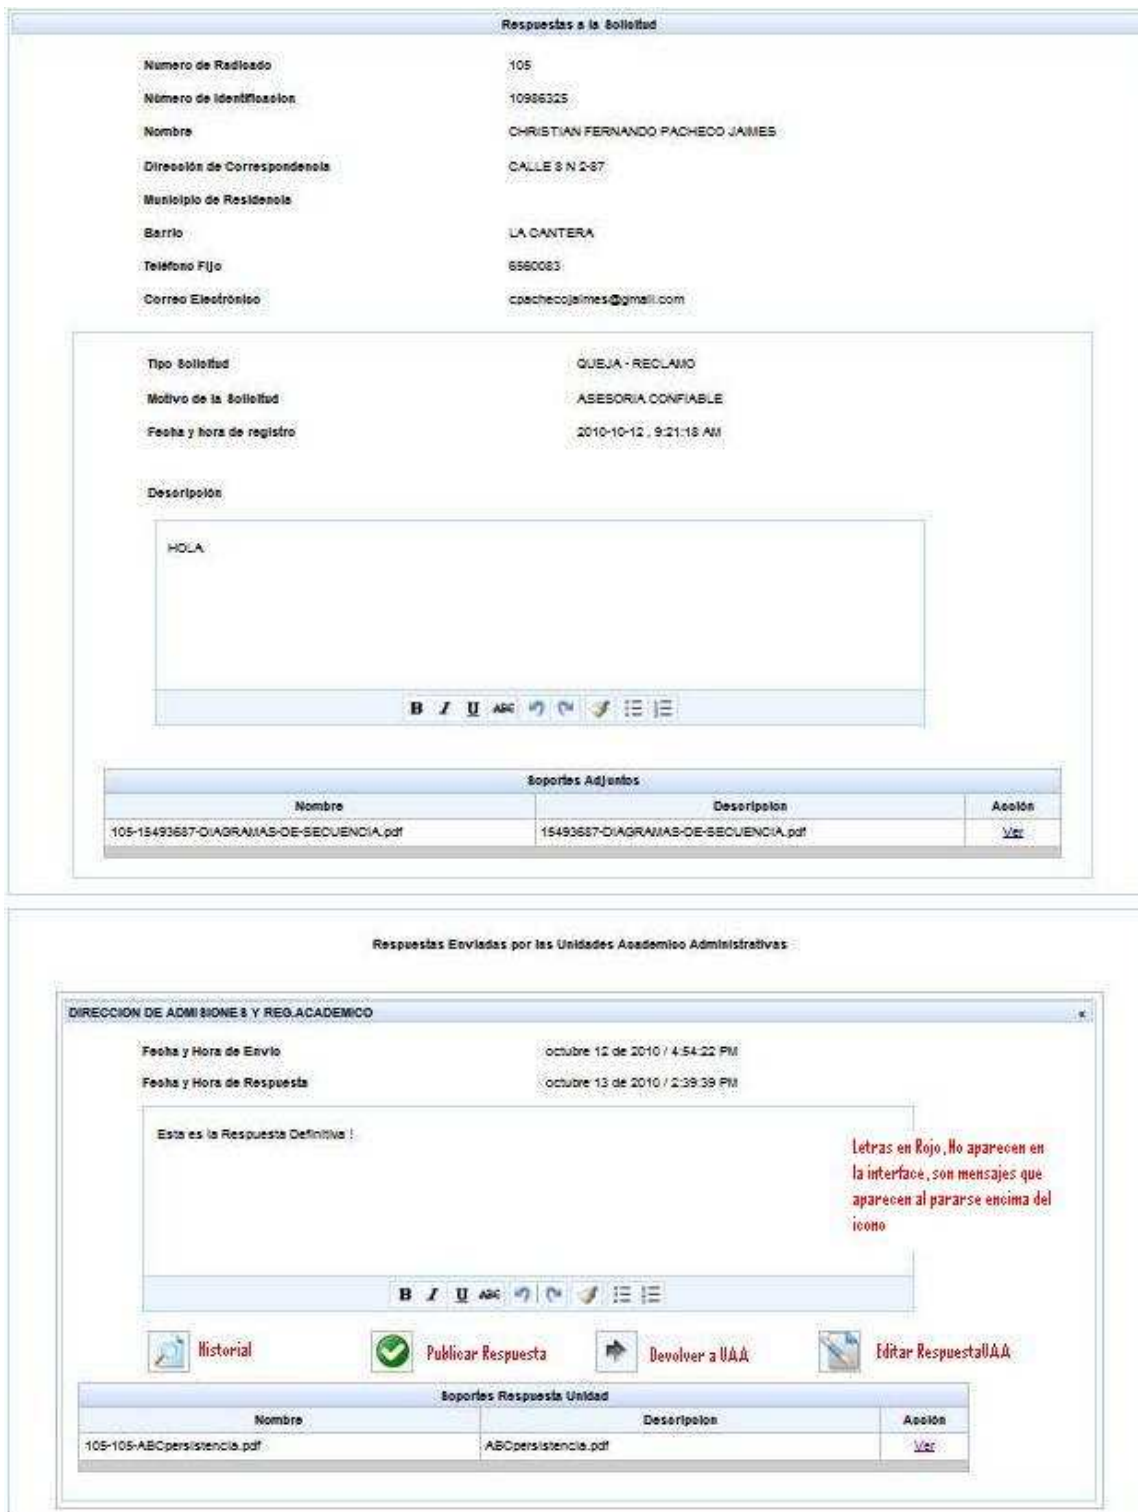 Respuestas a la Solicitud
Numero de Radicado 105
Número de Identificacion 10986325
Nombre CHRISTIAN FERNANDO PACHECO JAIMES
Dirección de Correspondencia CALLE 8 N 2-87
Municipio de Residencia
Barrio LA CANTERA
Teléfono Fijo 6560083
Correo Electrónico cpachecojaimes@gmail.com
Tipo Solicitud QUEJA - RECLAMO
Motivo de la Solicitud ASESORIA CONFIABLE
Fecha y hora de registro 2010-10-12 , 9:21:18 AM
Descripción
HOLA
B I U ABC
Soportes Adjuntos
Nombre Descripcion Acción
105-15493687-DIAGRAMAS-DE-SECUENCIA.pdf 15493687-DIAGRAMAS-DE-SECUENCIA.pdf Ver
Respuestas Enviadas por las Unidades Academico Administrativas
DIRECCION DE ADMISIONES Y REG.ACADEMICO «
Fecha y Hora de Envio octubre 12 de 2010 / 4:54:22 PM
Fecha y Hora de Respuesta octubre 13 de 2010 / 2:39:39 PM
Esta es la Respuesta Definitiva !
Letras en Rojo, No aparecen en
la interface, son mensajes que
aparecen al pararse encima del
icono
B I U ABC
Historial Publicar Respuesta Devolver a UAA Editar RespuestaUAA
Soportes Respuesta Unidad
Nombre Descripcion Acción
105-105-ABCpersistencia.pdf ABCpersistencia.pdf Ver